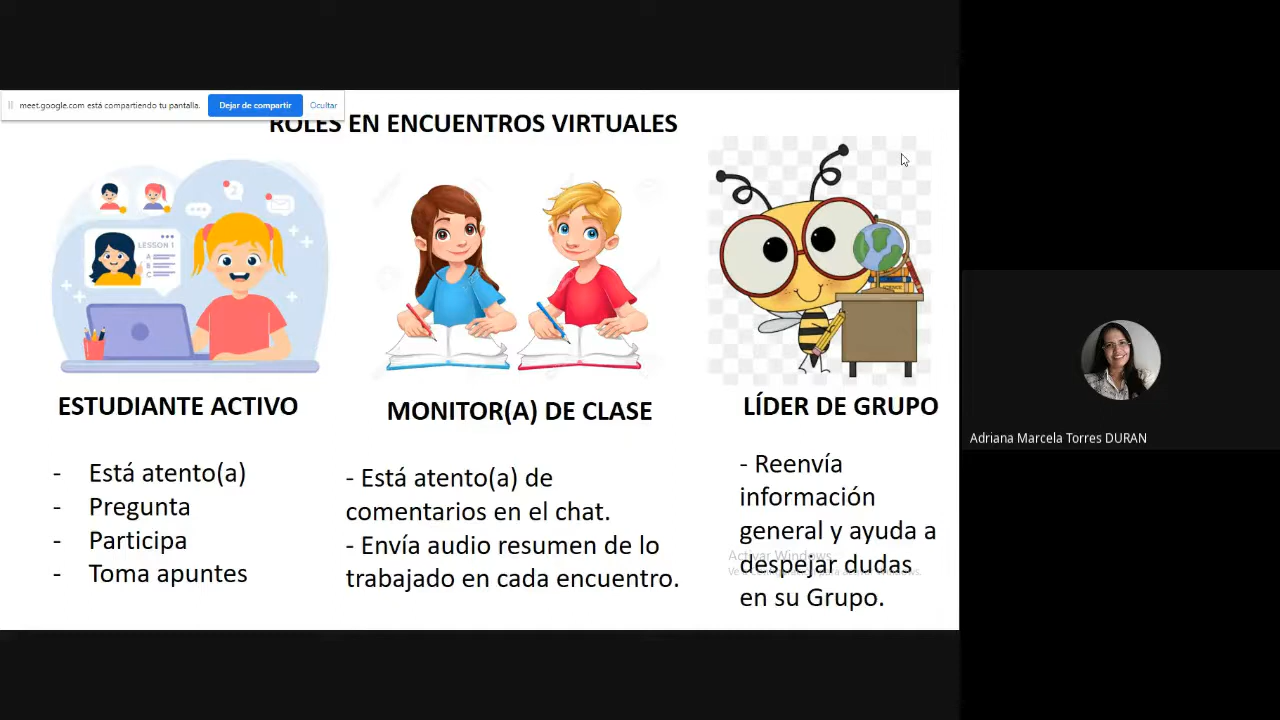 meet.google.com está compartiendo tu pantalla.
Dejar de compartir
Ocultar
ROLES EN ENCUENTROS VIRTUALES
LESSON 1
A
B
C
2
ESTUDIANTE ACTIVO
- Está atento(a)
- Pregunta
- Participa
- Toma apuntes
MONITOR(A) DE CLASE
- Está atento(a) de
comentarios en el chat.
- Envía audio resumen de lo
trabajado en cada encuentro.
LÍDER DE GRUPO
- Reenvía
información
general y ayuda a
despejar dudas
en su Grupo.
Activar Windows
Adriana Marcela Torres DURAN